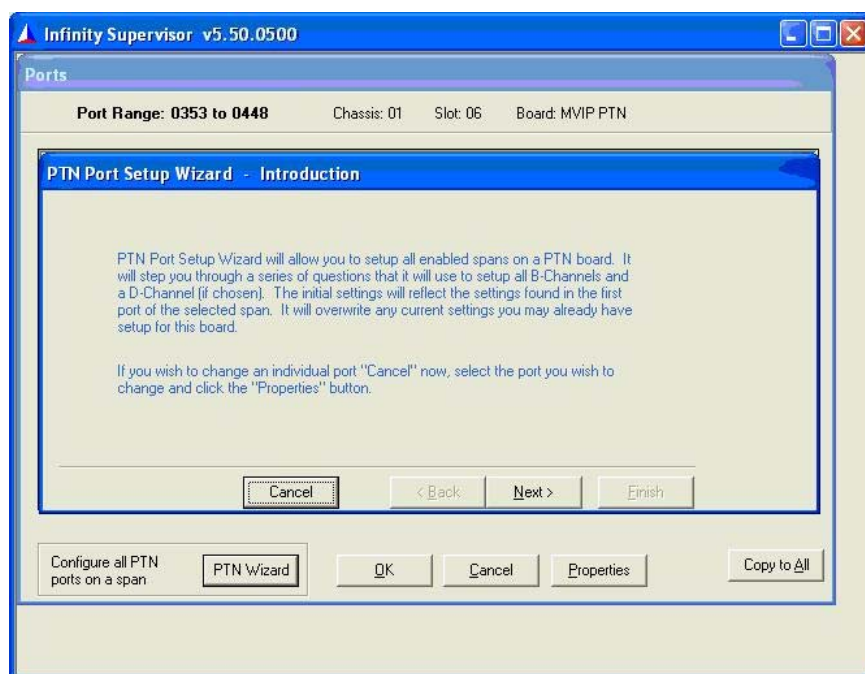 Infinity Supervisor v5.50.0500
Ports
Port Range: 0353 to 0448 Chassis: 01 Slot: 06 Board: MVIP PTN
PTN Port Setup Wizard - Introduction
PTN Port Setup Wizard will allow you to setup all enabled spans on a PTN board. It
will step you through a series of questions that it will use to setup all B-Channels and
a D-Channel (if chosen). The initial settings will reflect the settings found in the first
port of the selected span. It will overwrite any current settings you may already have
setup for this board.
If you wish to change an individual port "Cancel" now, select the port you wish to
change and click the "Properties" button.
Cancel < Back Next > Finish
Configure all PTN
ports on a span
PTN Wizard OK Cancel Properties Copy to All